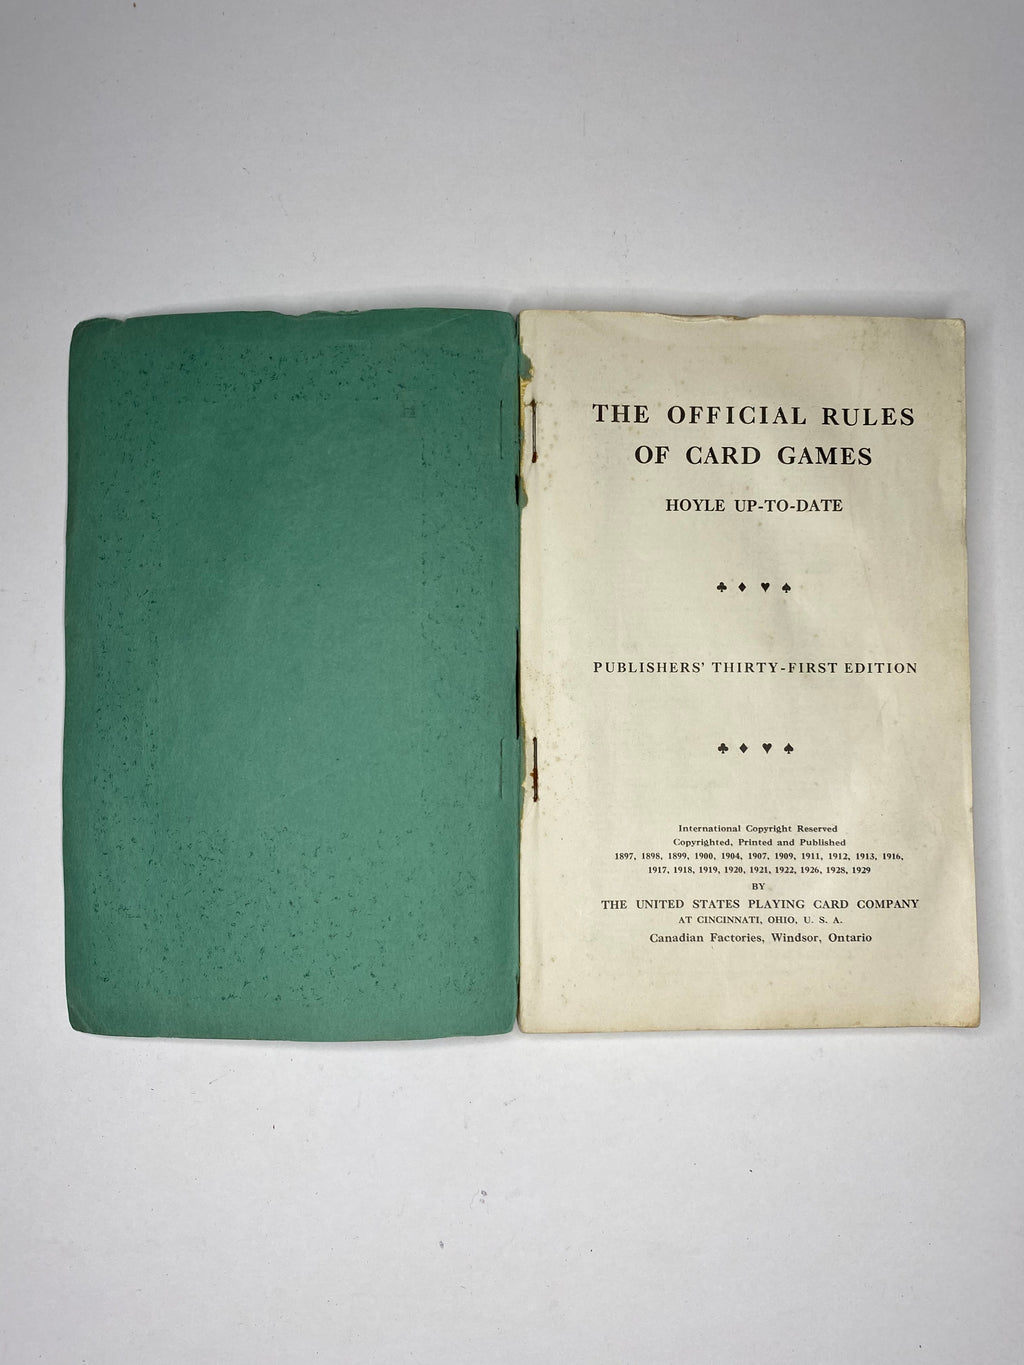 THE OFFICIAL RULES
OF CARD GAMES
HOYLE UP-TO-DATE
♣ ♦ ♥ ♠
PUBLISHERS' THIRTY-FIRST EDITION
♣ ♦ ♥ ♠
International Copyright Reserved
Copyrighted, Printed and Published
1897, 1898, 1899, 1900, 1904, 1907, 1909, 1911, 1912, 1913, 1916,
1917, 1918, 1919, 1920, 1921, 1922, 1926, 1928, 1929
BY
THE UNITED STATES PLAYING CARD COMPANY
AT CINCINNATI, OHIO, U. S. A.
Canadian Factories, Windsor, Ontario